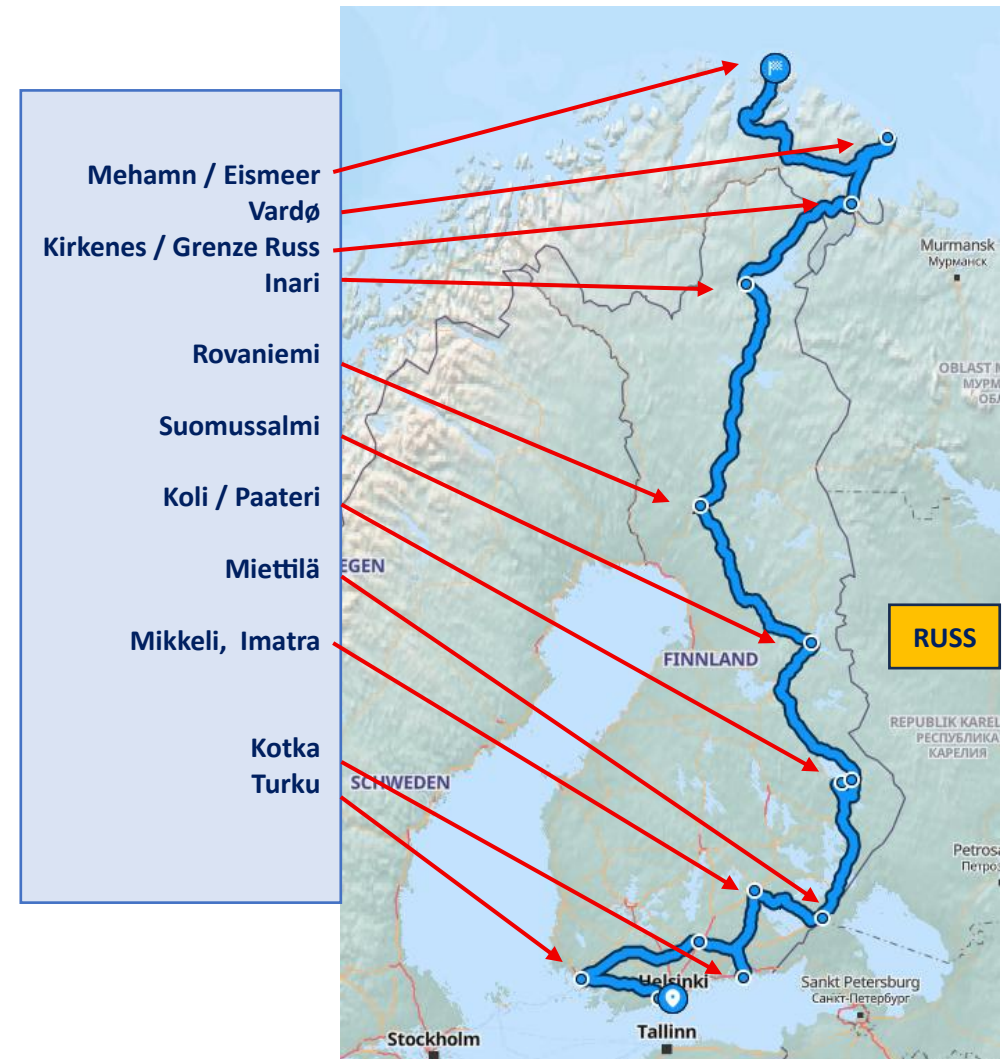 Mehamn / Eismeer
Vardø
Kirkenes / Grenze Russ
Inari
Rovaniemi
Suomussalmi
Koli / Paateri
Miettilä
Mikkeli, Imatra
Kotka
Turku
Murmansk
Мурманск
OBLAST M
МУРМ
ОБЛ
EGEN
RUSS
FINNLAND
REPUBLIK KAREL
РЕСПУБЛИКА
КАРЕЛИЯ
SCHWEDEN
Petrosa
Петроз
Helsinki
Sankt Petersburg
Санкт-Петербург
Stockholm
Tallinn